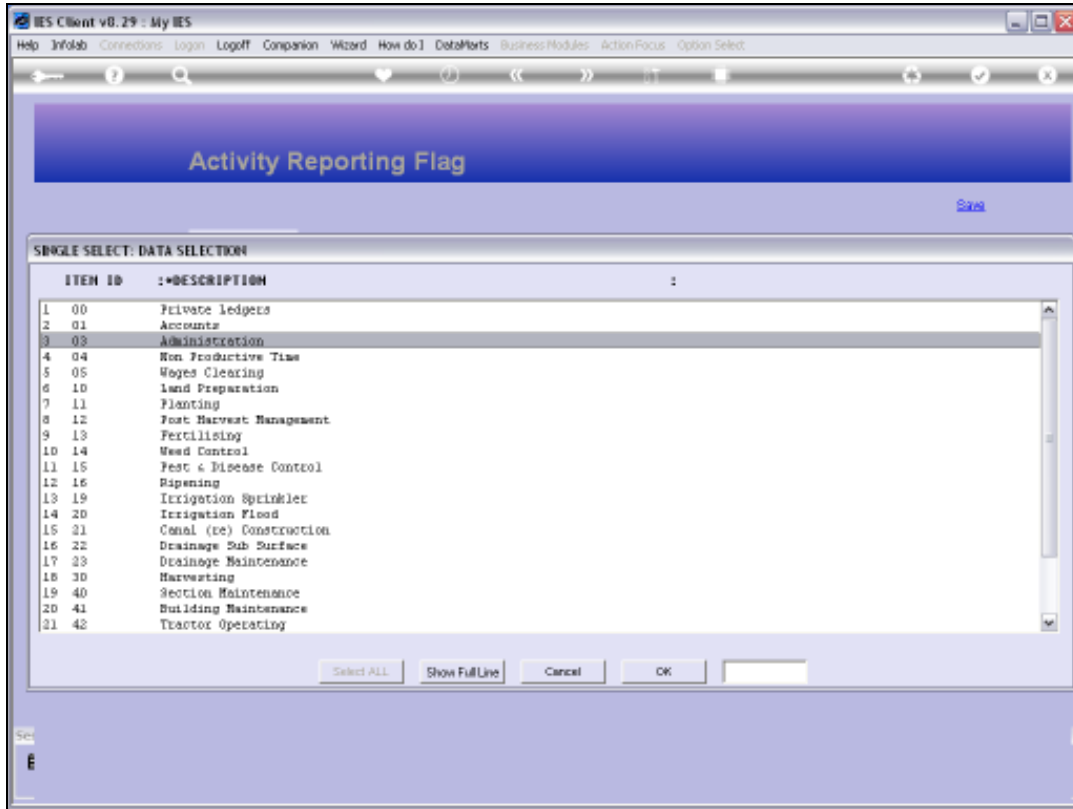 IES Client v8.29 : My IES
Help Infolab Connections Logon Logoff Companion Wizard How do I DataMarts Business Modules Action Focus Option Select
Activity Reporting Flag
Save
SINGLE SELECT: DATA SELECTION
ITEM ID :*DESCRIPTION :
1 00 Private ledgers
2 01 Accounts
3 03 Administration
4 04 Non Productive Time
5 05 Wages Clearing
6 10 land Preparation
7 11 Planting
8 12 Post Harvest Management
9 13 Fertilising
10 14 Weed Control
11 15 Pest & Disease Control
12 16 Ripening
13 19 Irrigation Sprinkler
14 20 Irrigation Flood
15 21 Canal (re) Construction
16 22 Drainage Sub Surface
17 23 Drainage Maintenance
18 30 Harvesting
19 40 Section Maintenance
20 41 Building Maintenance
21 42 Tractor Operating
Select ALL Show Full Line Cancel OK